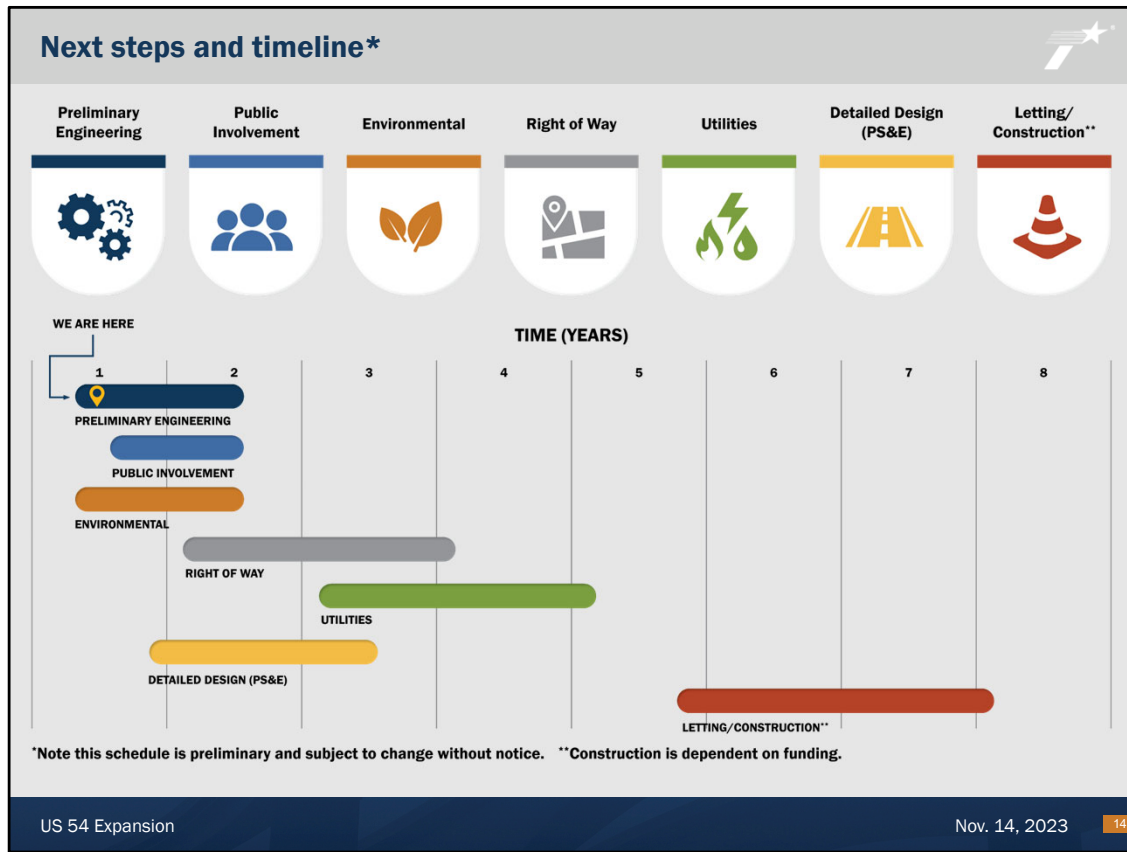 Next steps and timeline*
Preliminary
Engineering
Public
Involvement
Environmental
Right of Way
Utilities
Detailed Design
(PS&E)
Letting/
Construction**
WE ARE HERE
TIME (YEARS)
1 2 3 4 5 6 7 8
PRELIMINARY ENGINEERING
PUBLIC INVOLVEMENT
ENVIRONMENTAL
RIGHT OF WAY
UTILITIES
DETAILED DESIGN (PS&E)
LETTING/CONSTRUCTION**
*Note this schedule is preliminary and subject to change without notice. **Construction is dependent on funding.
US 54 Expansion Nov. 14, 2023 14